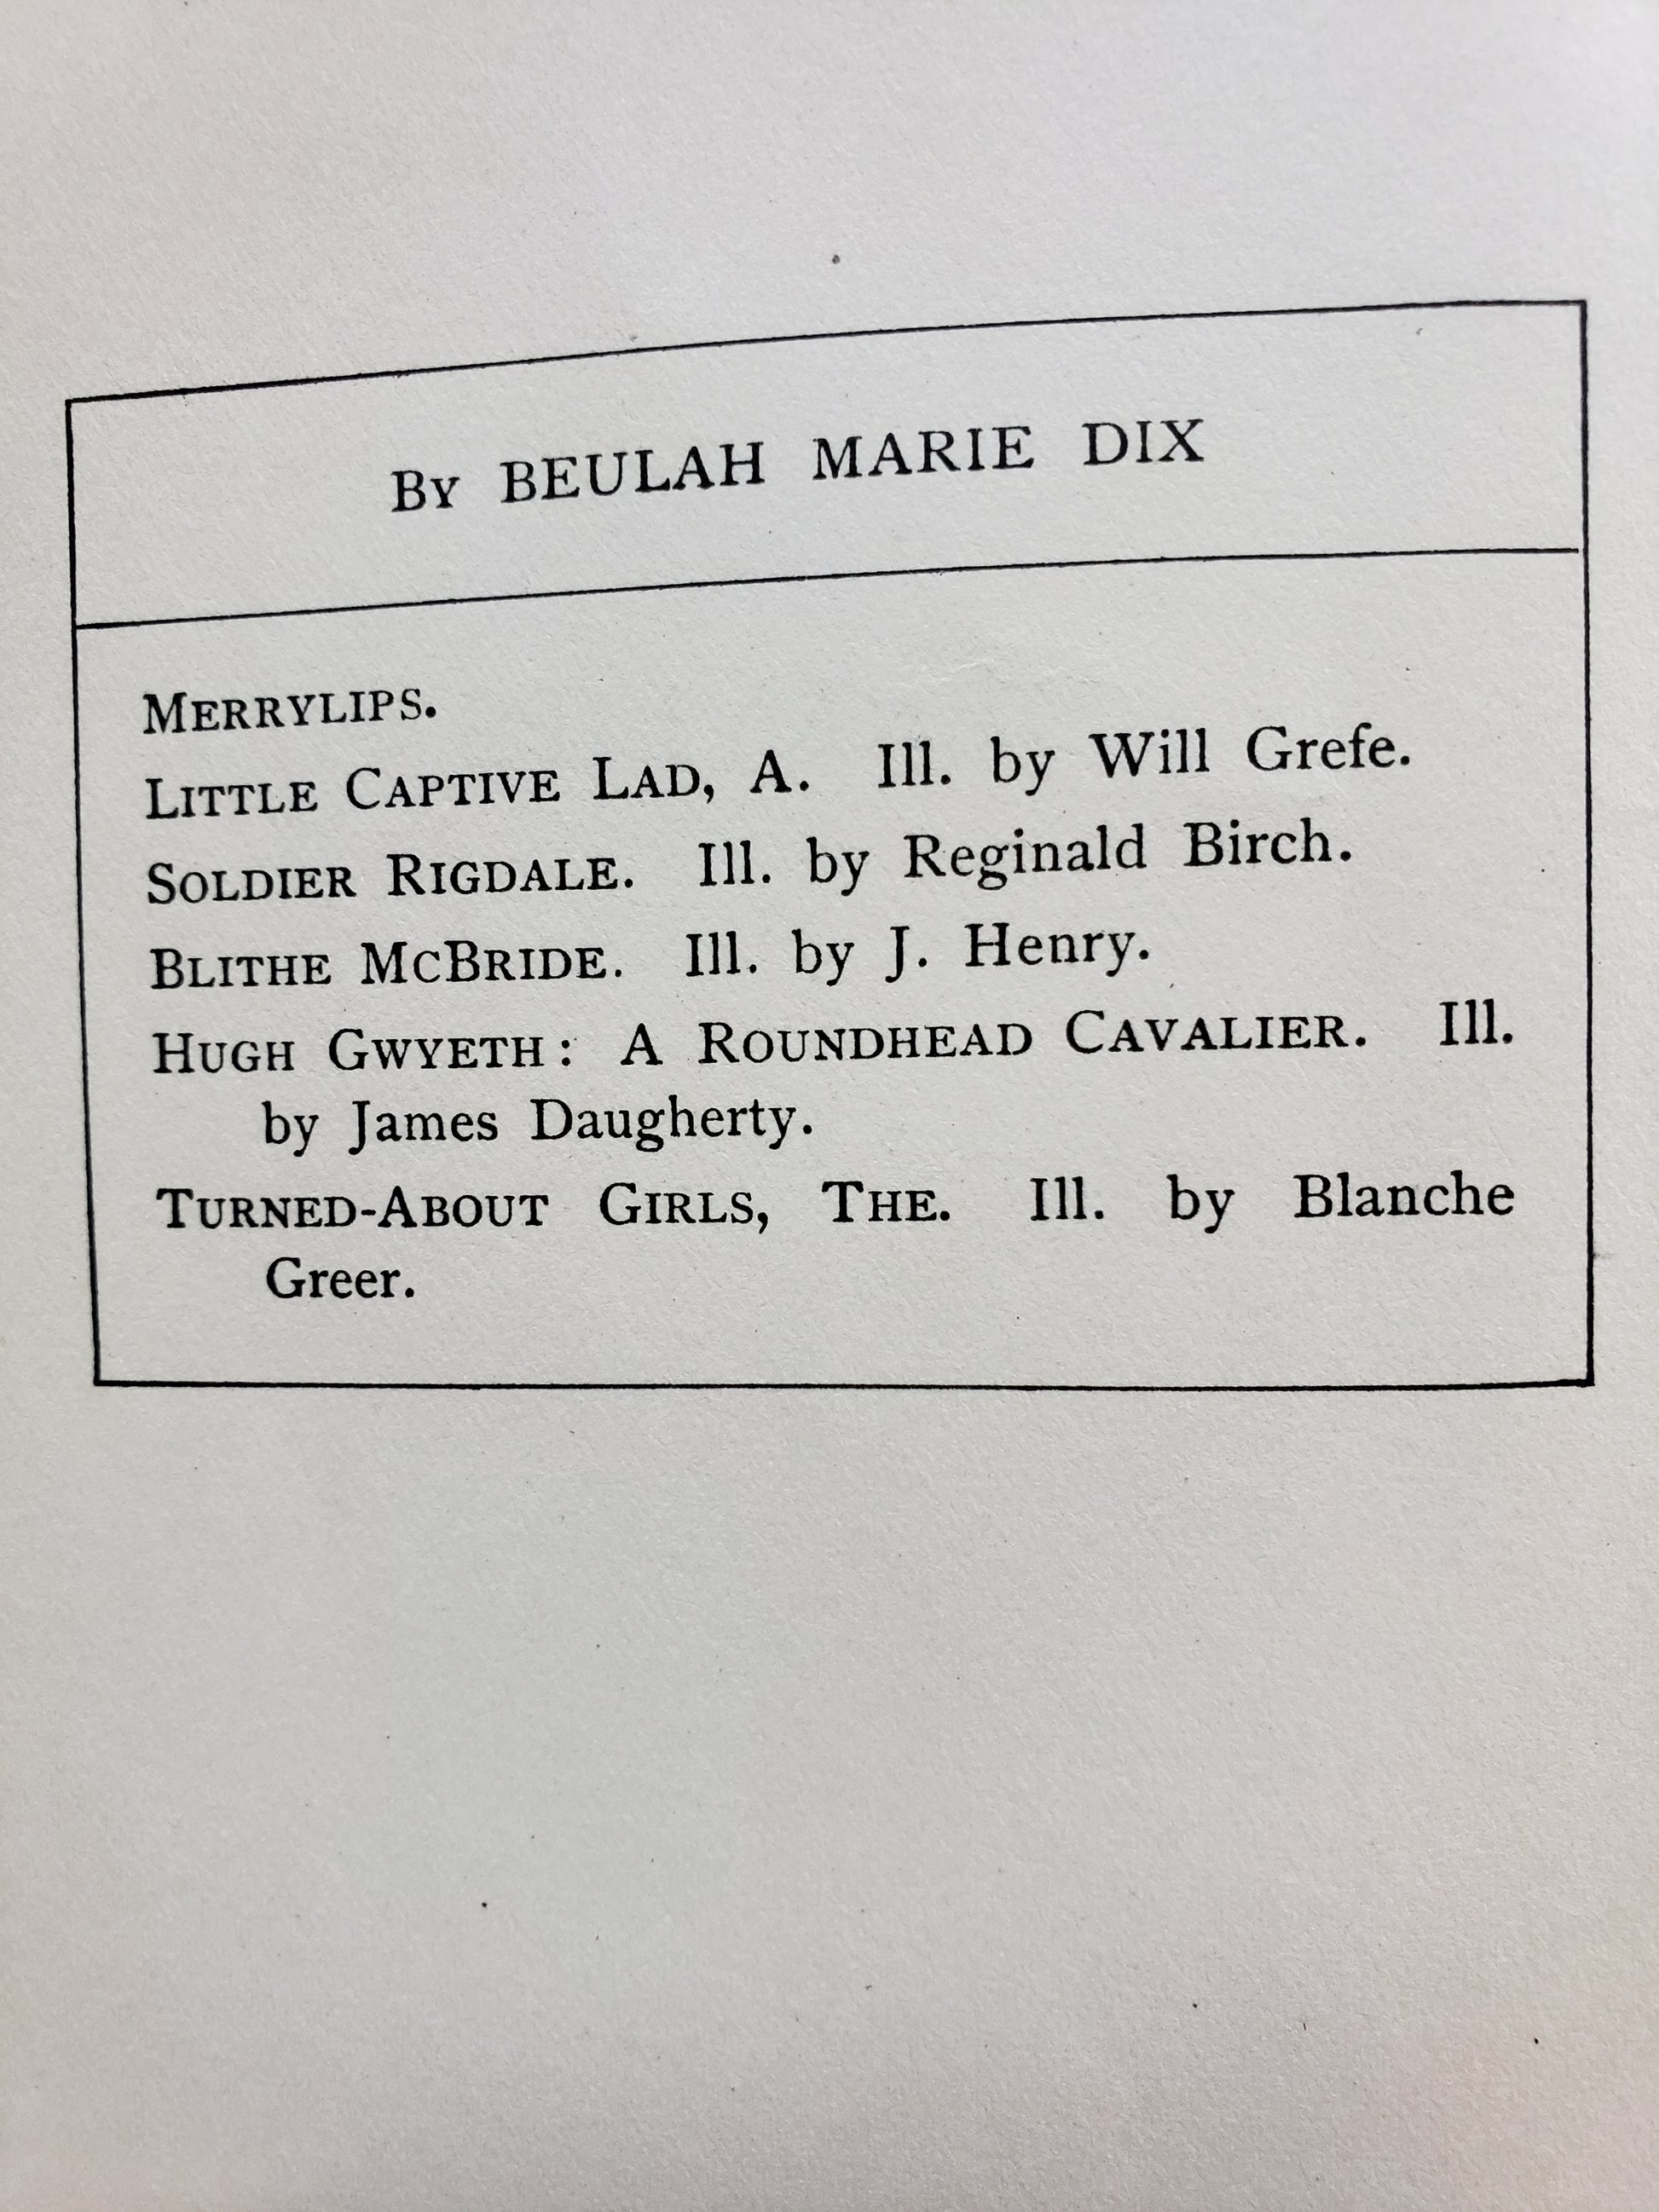 By BEULAH MARIE DIX
MERRYLIPS.
LITTLE CAPTIVE LAD, A. Ill. by Will Grefe.
SOLDIER RIGDALE. Ill. by Reginald Birch.
BLITHE MCBRIDE. Ill. by J. Henry.
HUGH GWYETH: A ROUNDHEAD CAVALIER. Ill.
by James Daugherty.
TURNED-ABOUT GIRLS, THE. Ill. by Blanche
Greer.